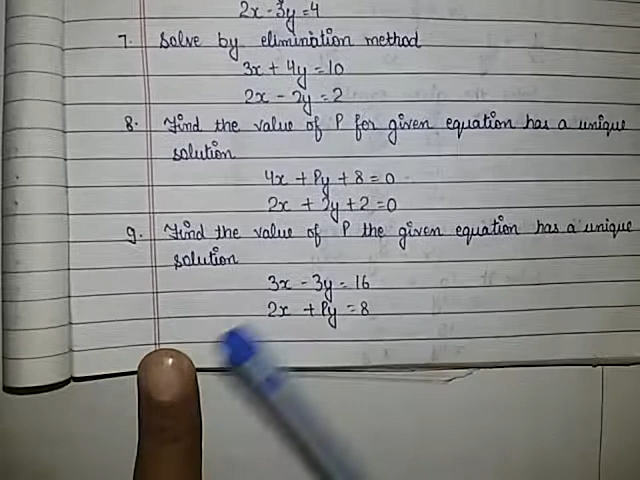 2x - 3y = 4
7. Solve by elimination method
3x + 4y = 10
2x - 2y = 2
8. Find the value of P for given equation has a unique
solution
4x + Py + 8 = 0
2x + 2y + 2 = 0
9. Find the value of P the given equation has a unique
solution
3x - 3y = 16
2x + Py = 8